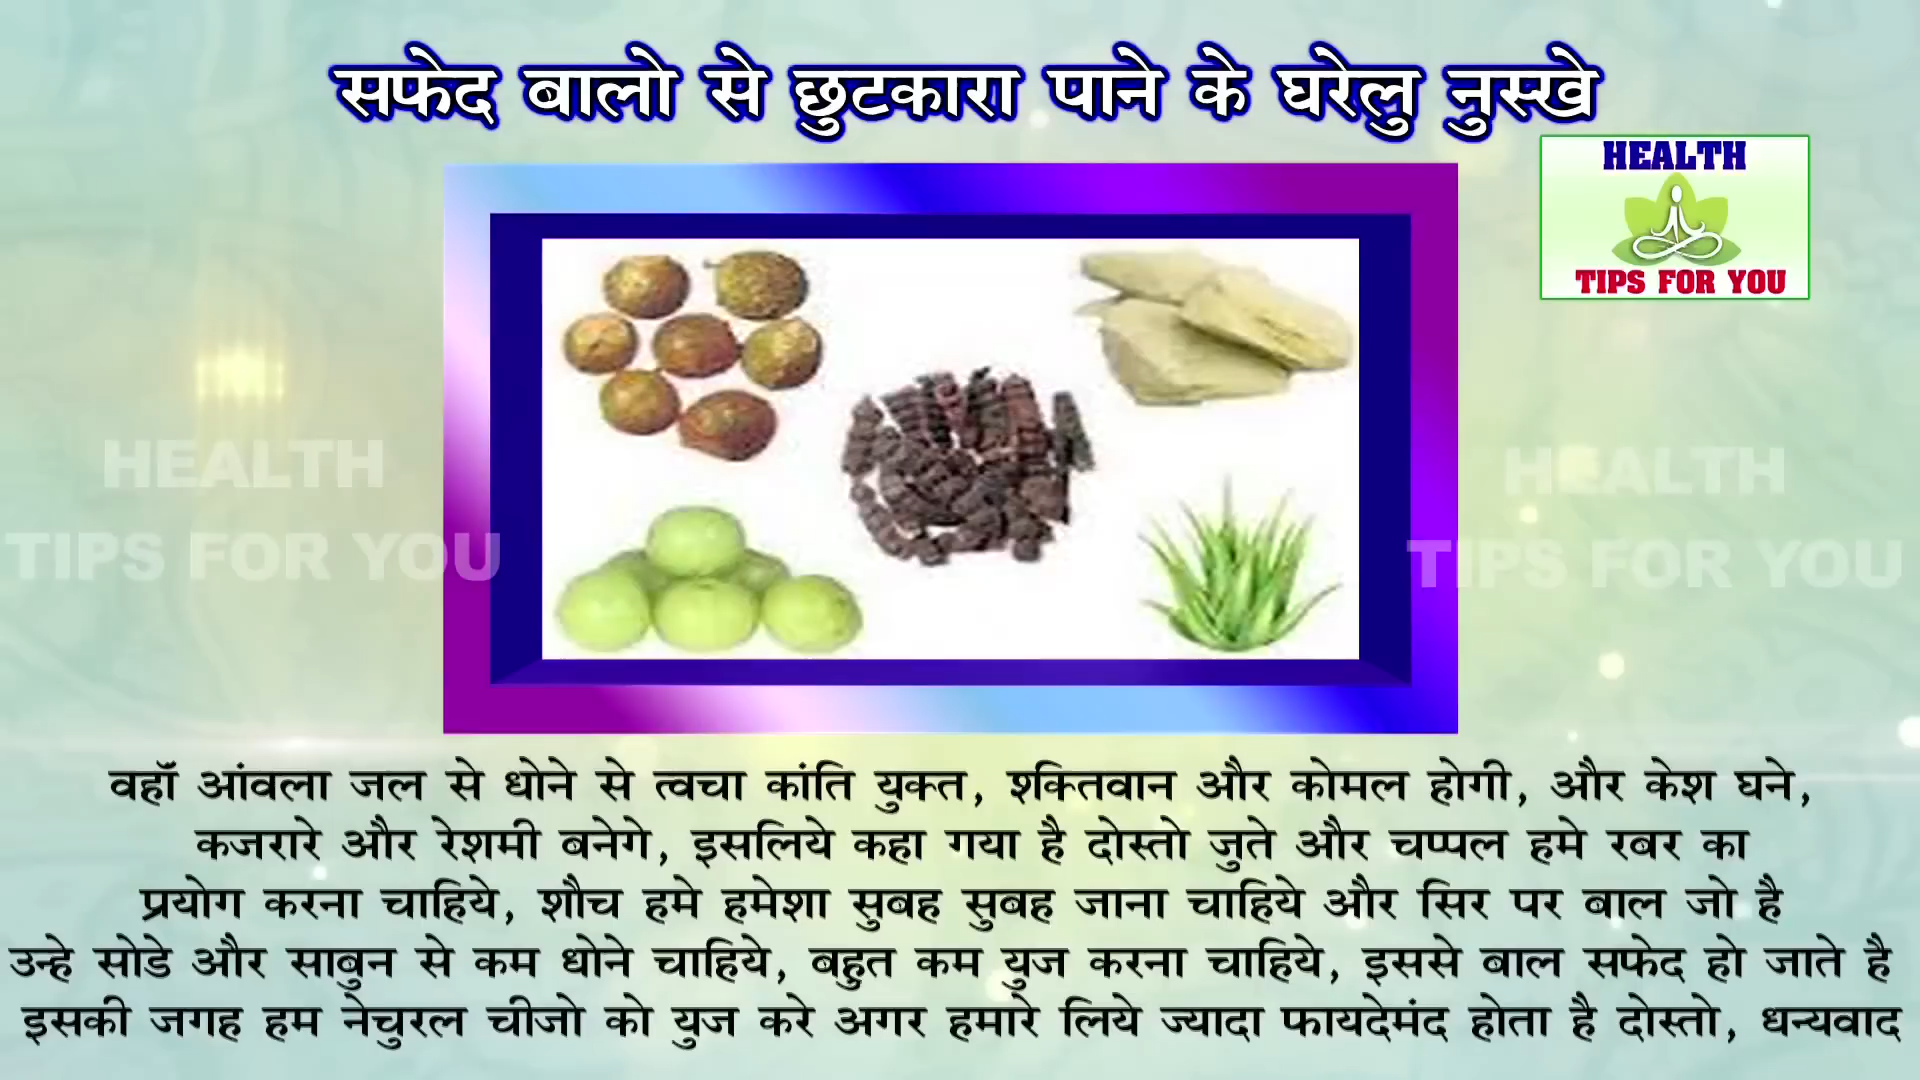 सफेद बालो से छुटकारा पाने के घरेलु नुस्खे
HEALTH
TIPS FOR YOU
HEALTH
TIPS FOR YOU
HEALTH
TIPS FOR YOU
वहाॅं आंवला जल से धोने से त्वचा कांति युक्त, श्क्तिवान और कोमल होगी, और केश घने,
कजरारे और रेशमी बनेगे, इसलिये कहा गया है दोस्तो जुते और चप्पल हमे रबर का
प्रयोग करना चाहिये, शौच हमे हमेशा सुबह सुबह जाना चाहिये और सिर पर बाल जो है
उन्हे सोडे और साबुन से कम धोने चाहिये, बहुत कम युज करना चाहिये, इससे बाल सफेद हो जाते है
इसकी जगह हम नेचुरल चीजो को युज करे अगर हमारे लिये ज्यादा फायदेमंद होता है दोस्तो, धन्यवाद